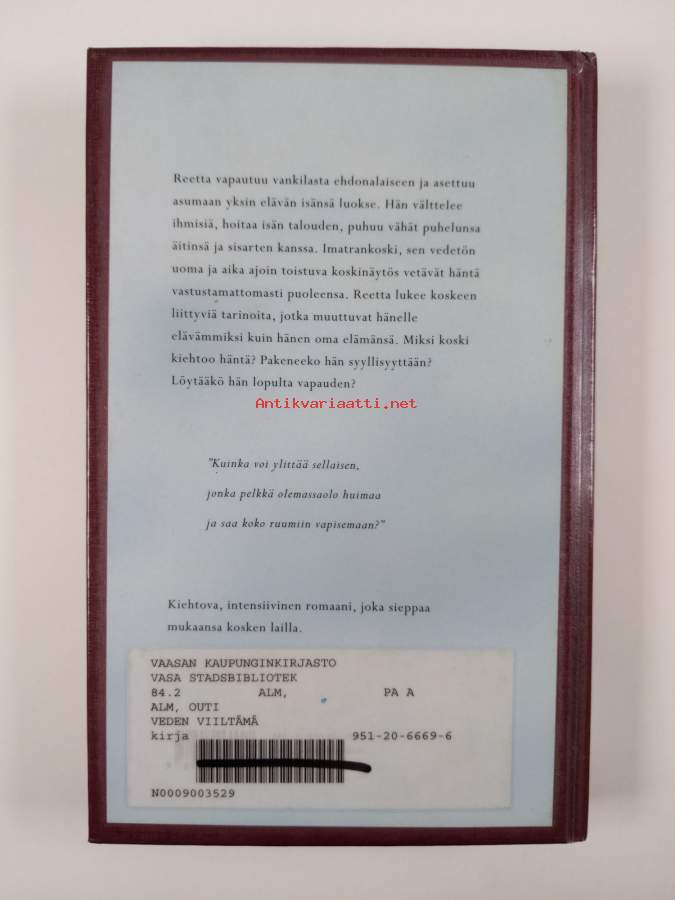 Reetta vapautuu vankilasta ehdonalaiseen ja asettuu
asumaan yksin elävän isänsä luokse. Hän välttelee
ihmisiä, hoitaa isän talouden, puhuu vähät puhelunsa
äitinsä ja sisarten kanssa. Imatrankoski, sen vedetön
uoma ja aika ajoin toistuva koskinäytös vetävät häntä
vastustamattomasti puoleensa. Reetta lukee koskeen
liittyviä tarinoita, jotka muuttuvat hänelle
elävämmiksi kuin hänen oma elämänsä. Miksi koski
kiehtoo häntä? Pakeneeko hän syyllisyyttään?
Löytääkö hän lopulta vapauden?
Antikvariaatti.net
"Kuinka voi ylittää sellaisen,
jonka pelkkä olemassaolo huimaa
ja saa koko ruumiin vapisemaan?"
Kiehtova, intensiivinen romaani, joka sieppaa
mukaansa kosken lailla.
VAASAN KAUPUNGINKIRJASTO
VASA STADSBIBLIOTEK
84.2 ALM, PA A
ALM, OUTI
VEDEN VIILTÄMÄ
kirja 951-20-6669-6
N0009003529